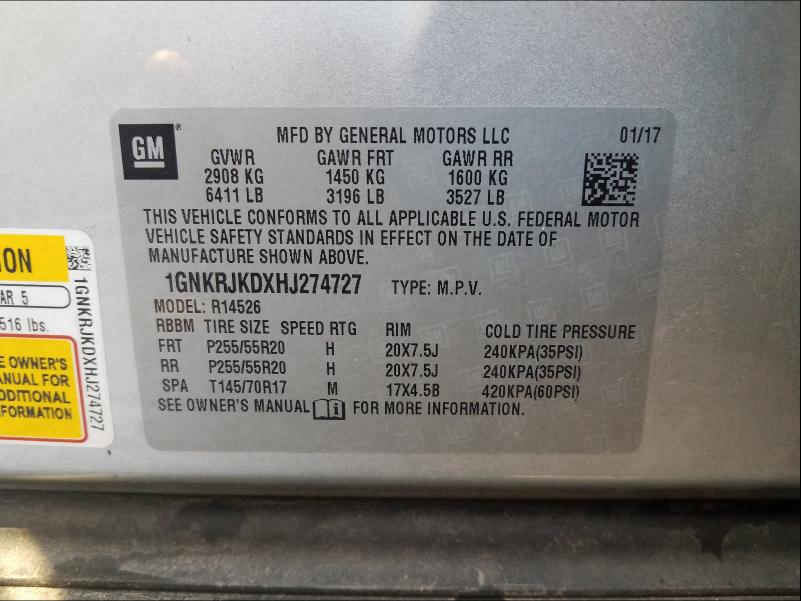 GM ®
MFD BY GENERAL MOTORS LLC 01/17
GVWR GAWR FRT GAWR RR
2908 KG 1450 KG 1600 KG
6411 LB 3196 LB 3527 LB
THIS VEHICLE CONFORMS TO ALL APPLICABLE U.S. FEDERAL MOTOR
VEHICLE SAFETY STANDARDS IN EFFECT ON THE DATE OF
MANUFACTURE SHOWN ABOVE.
1GNKRJKDXHJ274727 TYPE: M.P.V.
MODEL: R14526
RBBM TIRE SIZE SPEED RTG RIM COLD TIRE PRESSURE
FRT P255/55R20 H 20X7.5J 240KPA(35PSI)
RR P255/55R20 H 20X7.5J 240KPA(35PSI)
SPA T145/70R17 M 17X4.5B 420KPA(60PSI)
SEE OWNER'S MANUAL i FOR MORE INFORMATION.
ION
AR 5
516 lbs.
E OWNER'S
ANUAL FOR
DDITIONAL
FORMATION
1GNKRJKDXHJ274727